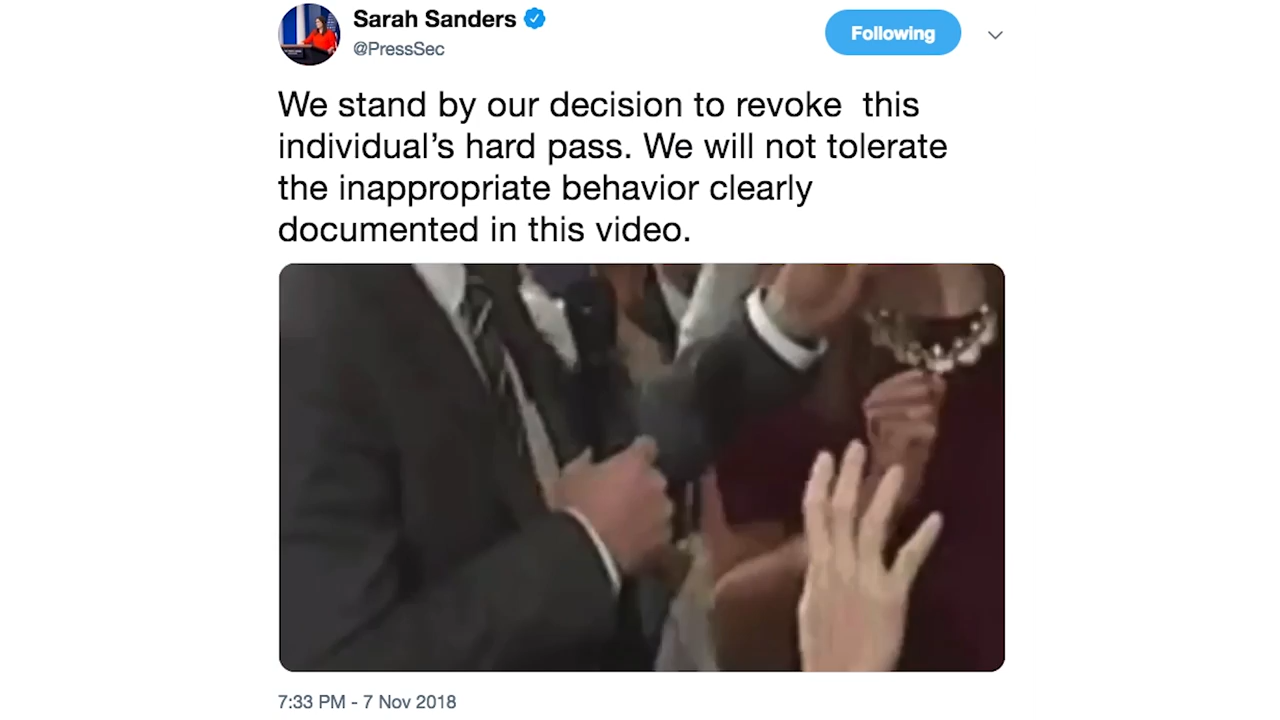 Sarah Sanders
@PressSec
Following
We stand by our decision to revoke  this
individual’s hard pass. We will not tolerate
the inappropriate behavior clearly
documented in this video.
7:33 PM - 7 Nov 2018